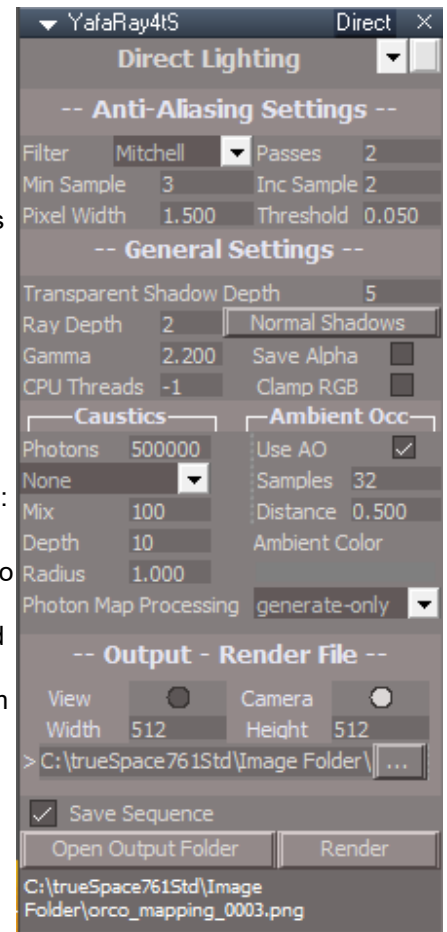 YafaRay4tS Direct ×
Direct Lighting
-- Anti-Aliasing Settings --
Filter Mitchell Passes 2
Min Sample 3 Inc Sample 2
Pixel Width 1.500 Threshold 0.050
-- General Settings --
Transparent Shadow Depth 5
Ray Depth 2 Normal Shadows
Gamma 2.200 Save Alpha
CPU Threads -1 Clamp RGB
Caustics Ambient Occ
Photons 500000 Use AO
None Samples 32
Mix 100 Distance 0.500
Depth 10 Ambient Color
Radius 1.000
Photon Map Processing generate-only
-- Output - Render File --
View Camera
Width 512 Height 512
> C:\trueSpace761Std\Image Folder\ ...
Save Sequence
Open Output Folder Render
C:\trueSpace761Std\Image
Folder\orco_mapping_0003.png